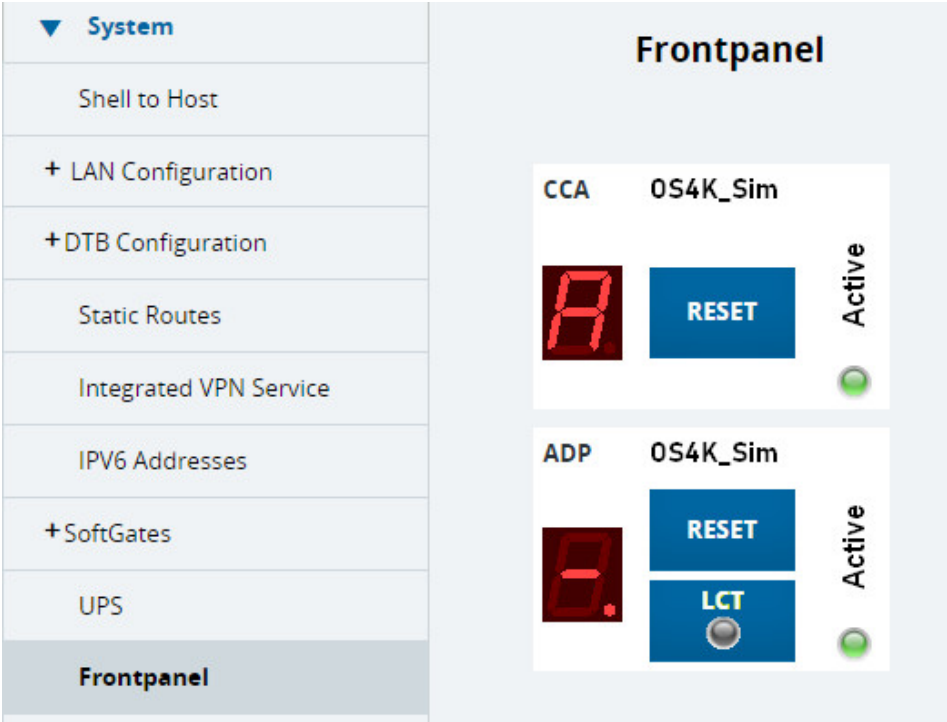 System
Shell to Host
+ LAN Configuration
+ DTB Configuration
Static Routes
Integrated VPN Service
IPV6 Addresses
+ SoftGates
UPS
Frontpanel
Frontpanel
CCA OS4K_Sim
A
RESET
Active
ADP OS4K_Sim
-.
RESET
LCT
Active